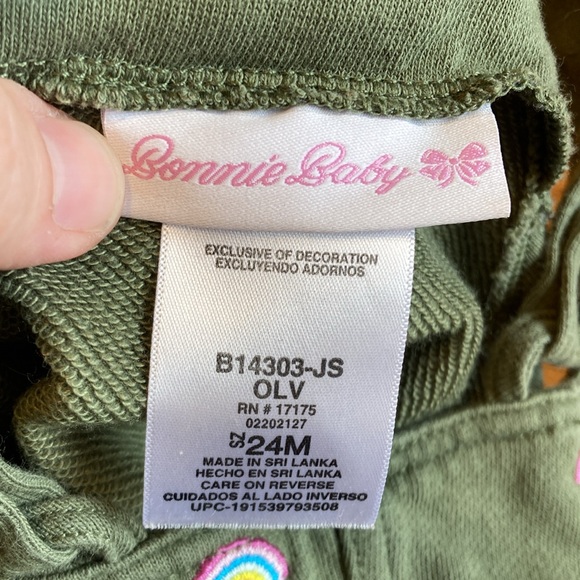 Bonnie Baby
EXCLUSIVE OF DECORATION
EXCLUYENDO ADORNOS
B14303-JS
OLV
RN # 17175
02202127
SZ 24M
MADE IN SRI LANKA
HECHO EN SRI LANKA
CARE ON REVERSE
CUIDADOS AL LADO INVERSO
UPC-191539793508